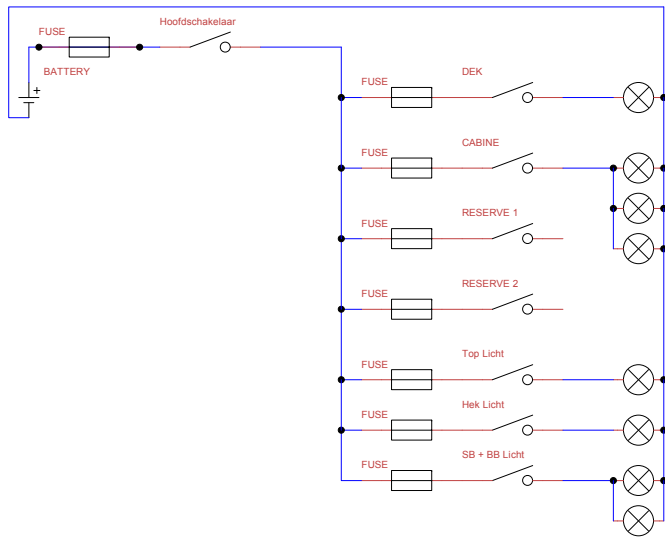 Hoofdschakelaar
FUSE
BATTERY
+
DEK
FUSE
CABINE
FUSE
RESERVE 1
FUSE
RESERVE 2
FUSE
Top Licht
FUSE
Hek Licht
FUSE
SB + BB Licht
FUSE